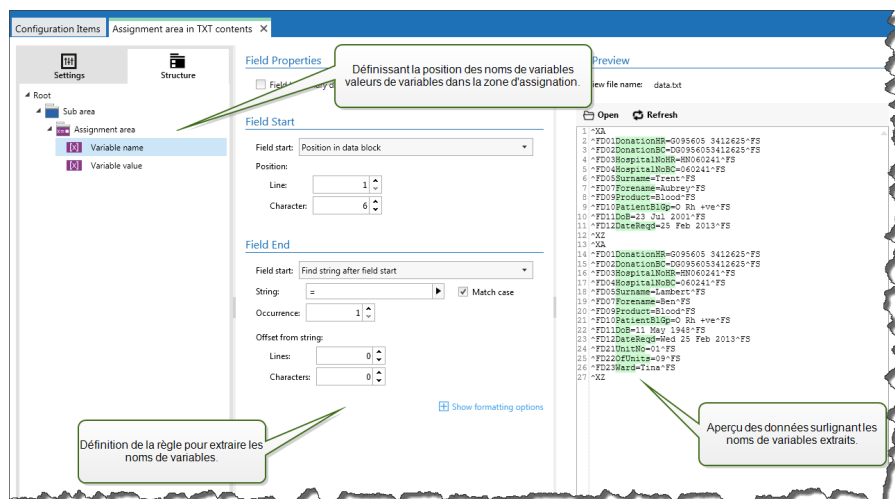 Configuration Items
Assignment area in TXT contents ×
Settings
Structure
Root
Sub area
Assignment area
Variable name
Variable value
Field Properties
Définissant la position des noms de variables
valeurs de variables dans la zone d'assignation.
Field Start
Field start: Position in data block
Position:
Line: 1
Character: 6
Field End
Field start: Find string after field start
String: = Match case
Occurrence: 1
Offset from string:
Lines: 0
Characters: 0
Show formatting options
Définition de la règle pour extraire les
noms de variables.
Preview
file name: data.txt
Open Refresh
1 ^XA
2 ^FD01DonationHR=G095605 3412625^FS
3 ^FD02DonationBC=DG0956053412625^FS
4 ^FD03HospitalNoHR=HN060241^FS
5 ^FD04HospitalNoBC=060241^FS
6 ^FD05Surname=Trent^FS
7 ^FD07Forename=Aubrey^FS
8 ^FD09Product=Blood^FS
9 ^FD10PatientBlGp=O Rh +ve^FS
10 ^FD11DoB=23 Jul 2001^FS
11 ^FD12DateReqd=25 Feb 2013^FS
12 ^XZ
13 ^XA
14 ^FD01DonationHR=G095605 3412625^FS
15 ^FD02DonationBC=DG0956053412625^FS
16 ^FD03HospitalNoHR=HN060241^FS
17 ^FD04HospitalNoBC=060241^FS
18 ^FD05Surname=Lambert^FS
19 ^FD07Forename=Ben^FS
20 ^FD09Product=Blood^FS
21 ^FD10PatientBlGp=O Rh +ve^FS
22 ^FD11DoB=11 May 1948^FS
23 ^FD12DateReqd=Wed 25 Feb 2013^FS
24 ^FD21UnitNo=01^FS
25 ^FD22OfUnits=09^FS
26 ^FD23Ward=Tina^FS
27 ^XZ
Aperçu des données surlignant les
noms de variables extraits.